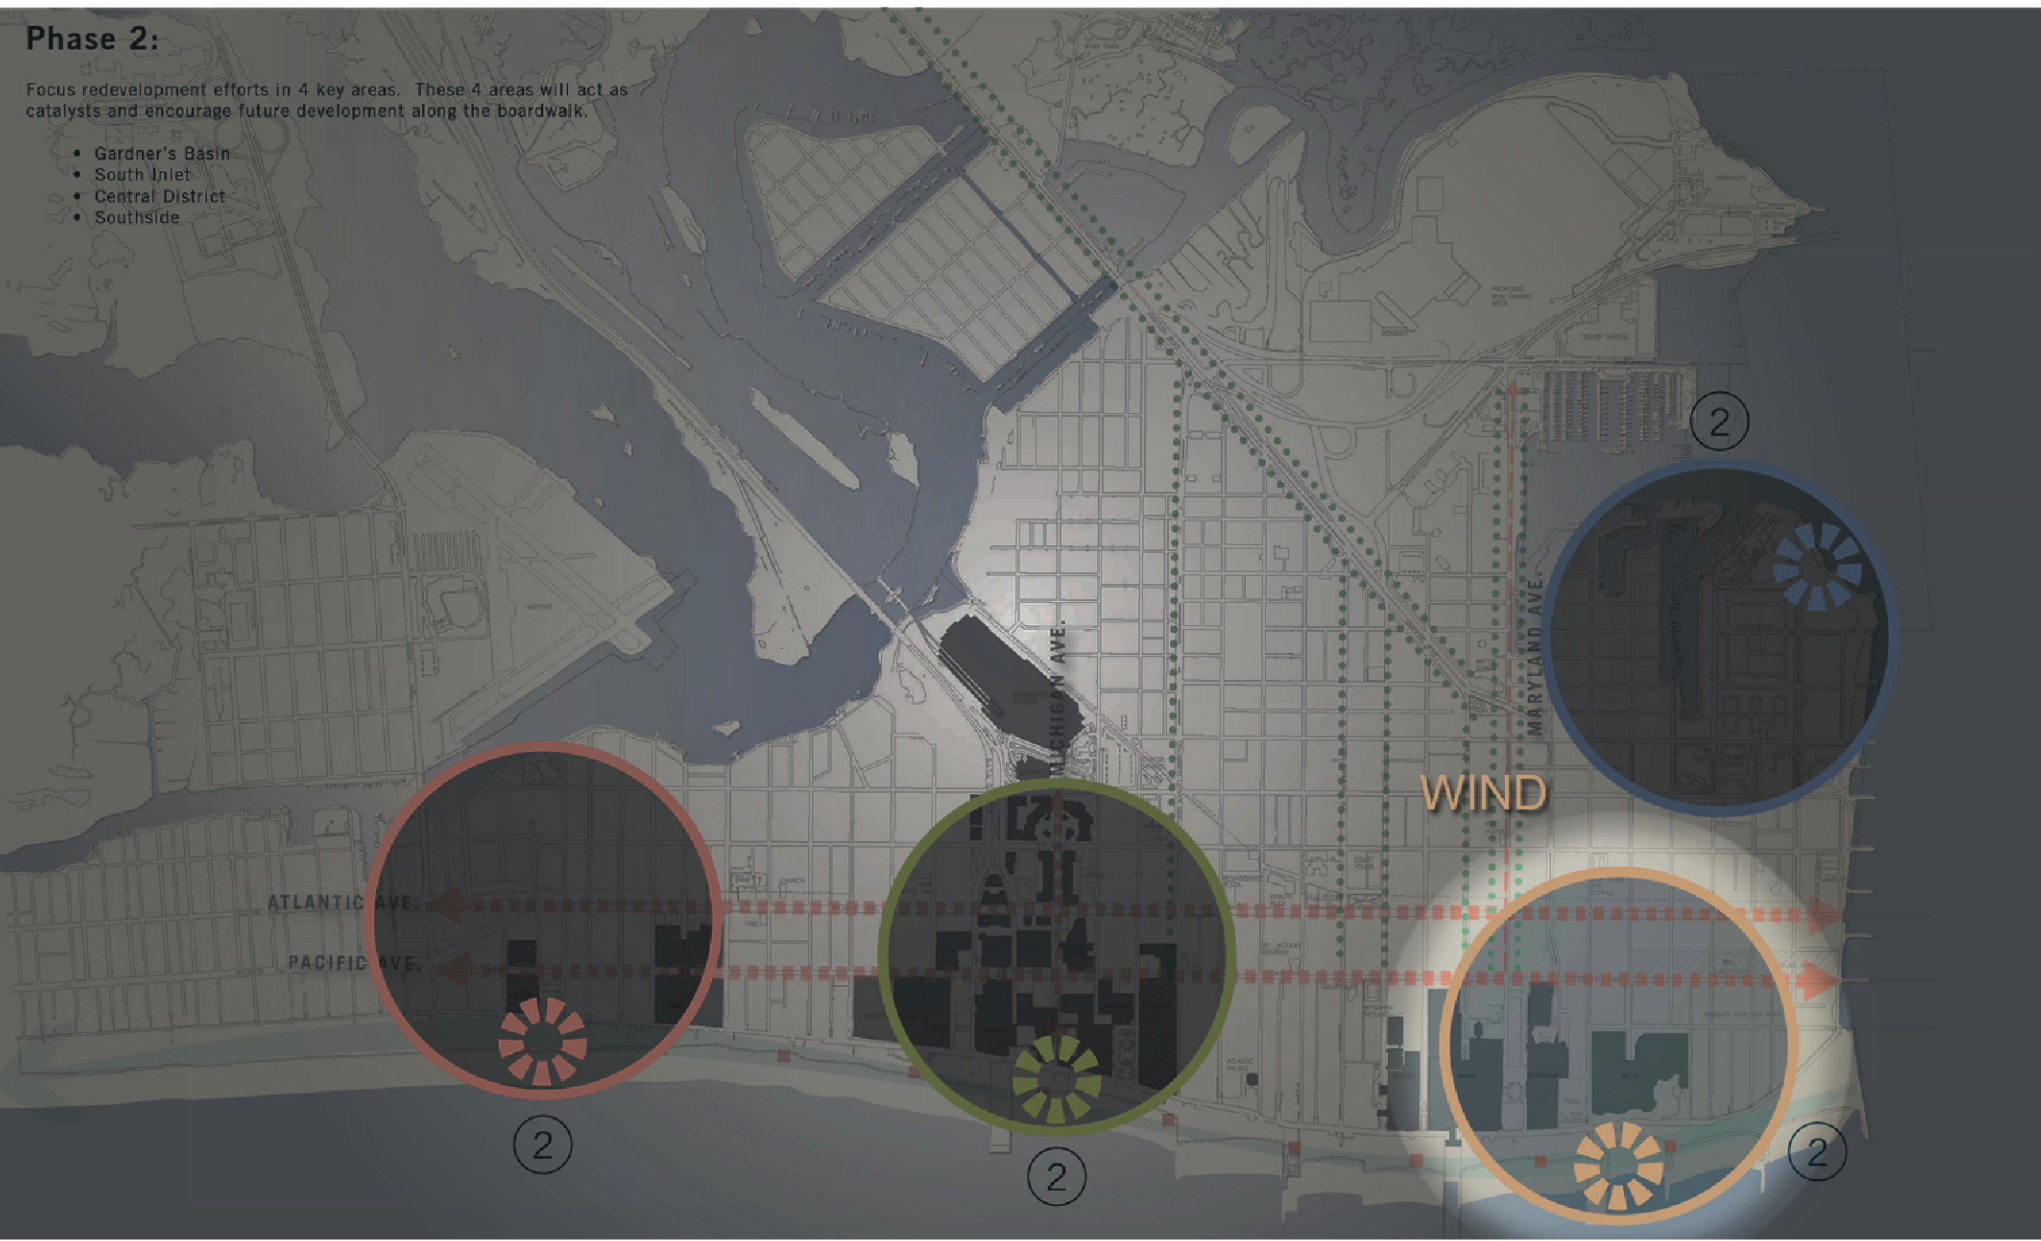 Phase 2:
Focus redevelopment efforts in 4 key areas. These 4 areas will act as
catalysts and encourage future development along the boardwalk.
• Gardner's Basin
• South Inlet
• Central District
• Southside
2
MICHIGAN AVE.
MARYLAND AVE.
WIND
AIRPORT
CHURCH
ATLANTIC AVE.
PACIFIC AVE.
2
2
2